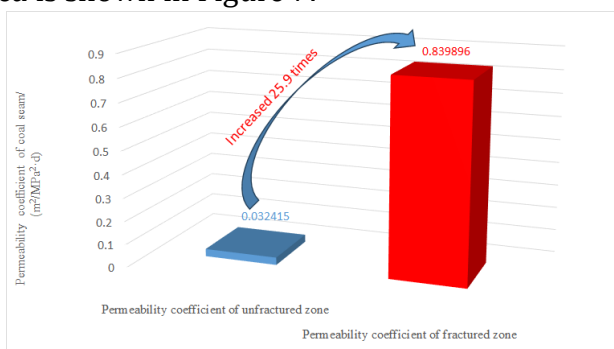 0.9
0.8
0.7
0.6
0.5
0.4
0.3
0.2
0.1
0
Permeability coefficient of coal seam/
(m²/MPa²·d)
Increased 25.9 times
0.839896
0.032415
Permeability coefficient of unfractured zone
Permeability coefficient of fractured zone